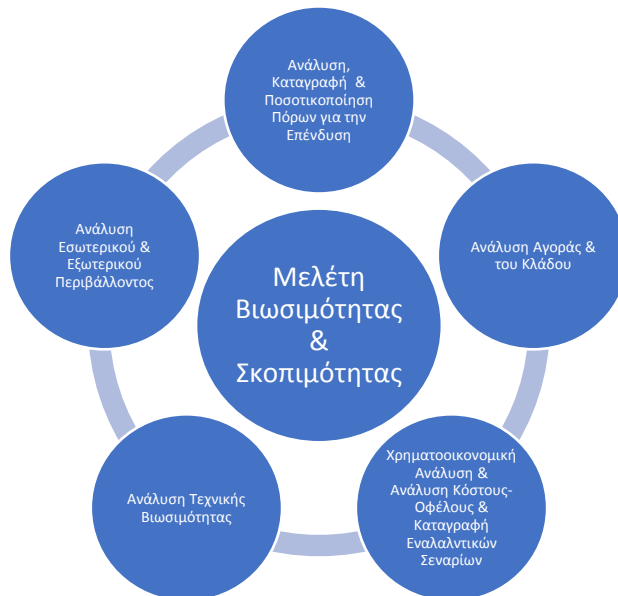 Ανάλυση,
Καταγραφή &
Ποσοτικοποίηση
Πόρων για την
Επένδυση
Ανάλυση Αγοράς &
του Κλάδου
Χρηματοοικονομική
Ανάλυση &
Ανάλυση Κόστους-
Οφέλους &
Καταγραφή
Εναλαλντικών
Σεναρίων
Ανάλυση Τεχνικής
Βιωσιμότητας
Ανάλυση
Εσωτερικού &
Εξωτερικού
Περιβάλλοντος
Μελέτη
Βιωσιμότητας
&
Σκοπιμότητας